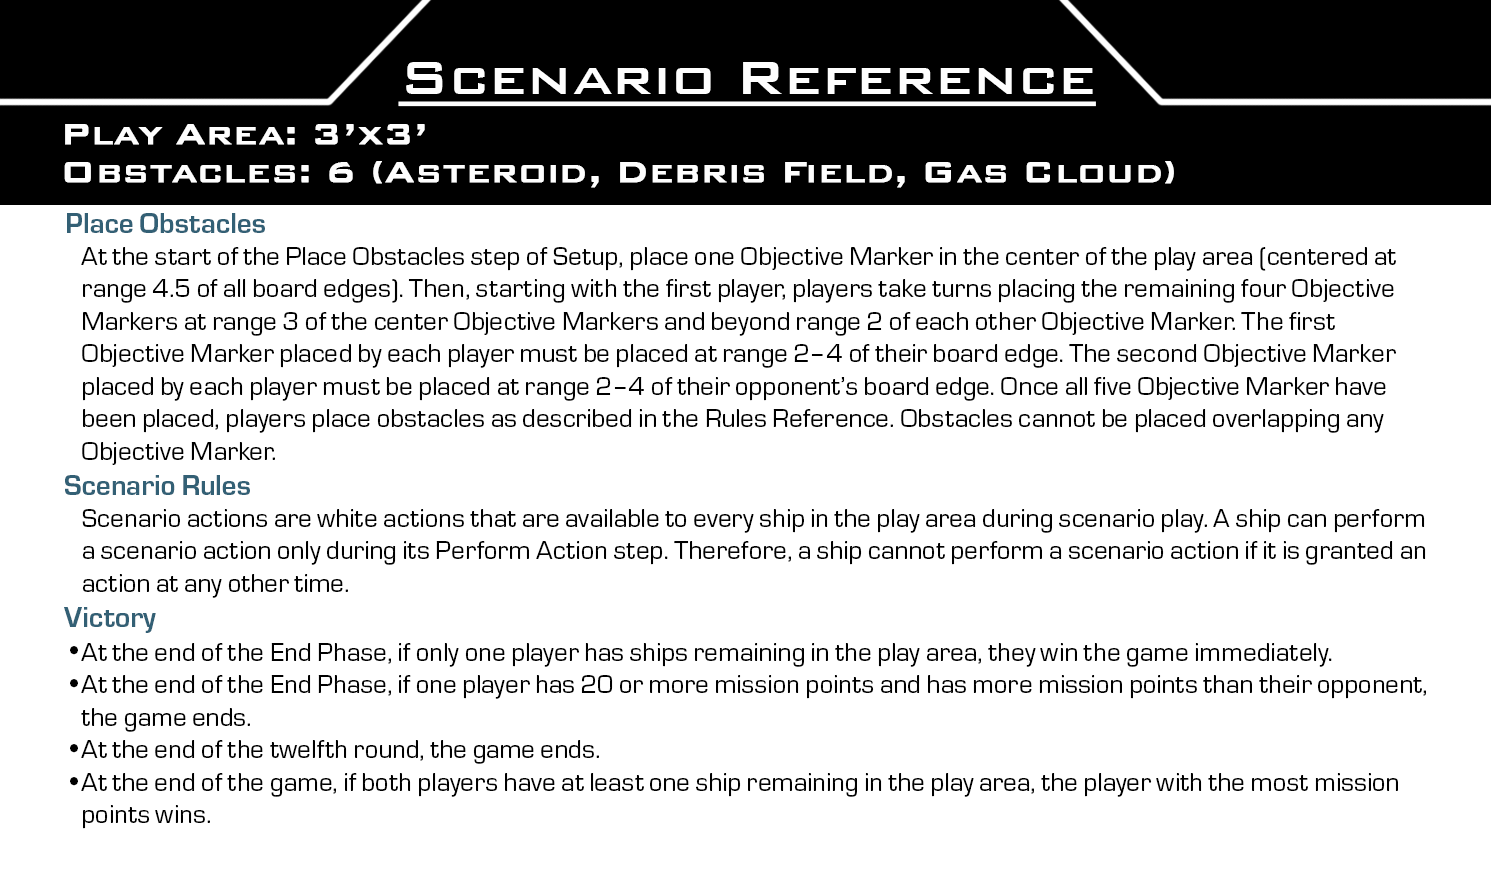 Scenario Reference
Play Area: 3’x3’
Obstacles: 6 (Asteroid, Debris Field, Gas Cloud)
Place Obstacles
At the start of the Place Obstacles step of Setup, place one Objective Marker in the center of the play area (centered at
range 4.5 of all board edges). Then, starting with the first player, players take turns placing the remaining four Objective
Markers at range 3 of the center Objective Markers and beyond range 2 of each other Objective Marker. The first
Objective Marker placed by each player must be placed at range 2–4 of their board edge. The second Objective Marker
placed by each player must be placed at range 2–4 of their opponent’s board edge. Once all five Objective Marker have
been placed, players place obstacles as described in the Rules Reference. Obstacles cannot be placed overlapping any
Objective Marker.
Scenario Rules
Scenario actions are white actions that are available to every ship in the play area during scenario play. A ship can perform
a scenario action only during its Perform Action step. Therefore, a ship cannot perform a scenario action if it is granted an
action at any other time.
Victory
•At the end of the End Phase, if only one player has ships remaining in the play area, they win the game immediately.
•At the end of the End Phase, if one player has 20 or more mission points and has more mission points than their opponent,
the game ends.
•At the end of the twelfth round, the game ends.
•At the end of the game, if both players have at least one ship remaining in the play area, the player with the most mission
points wins.